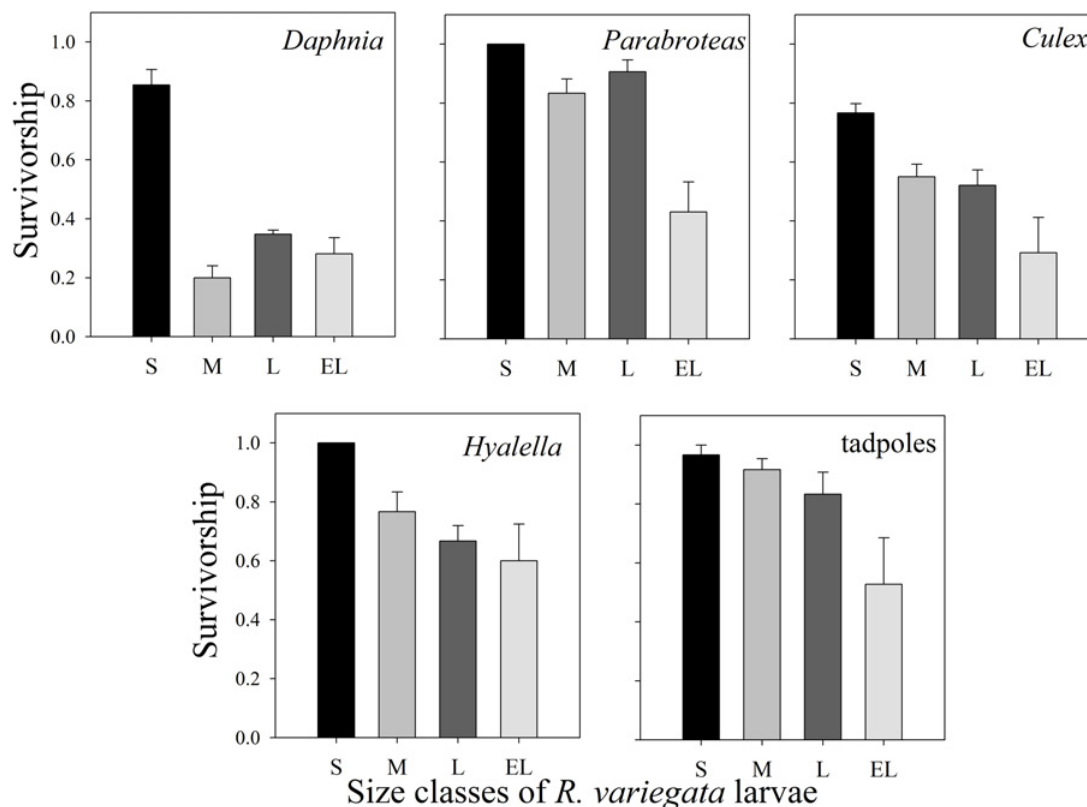 Daphnia
Parabroteas
Culex
Survivorship
1.0
0.8
0.6
0.4
0.2
0.0
S M L EL
S M L EL
S M L EL
Hyalella
tadpoles
Survivorship
1.0
0.8
0.6
0.4
0.2
0.0
S M L EL
S M L EL
Size classes of R. variegata larvae